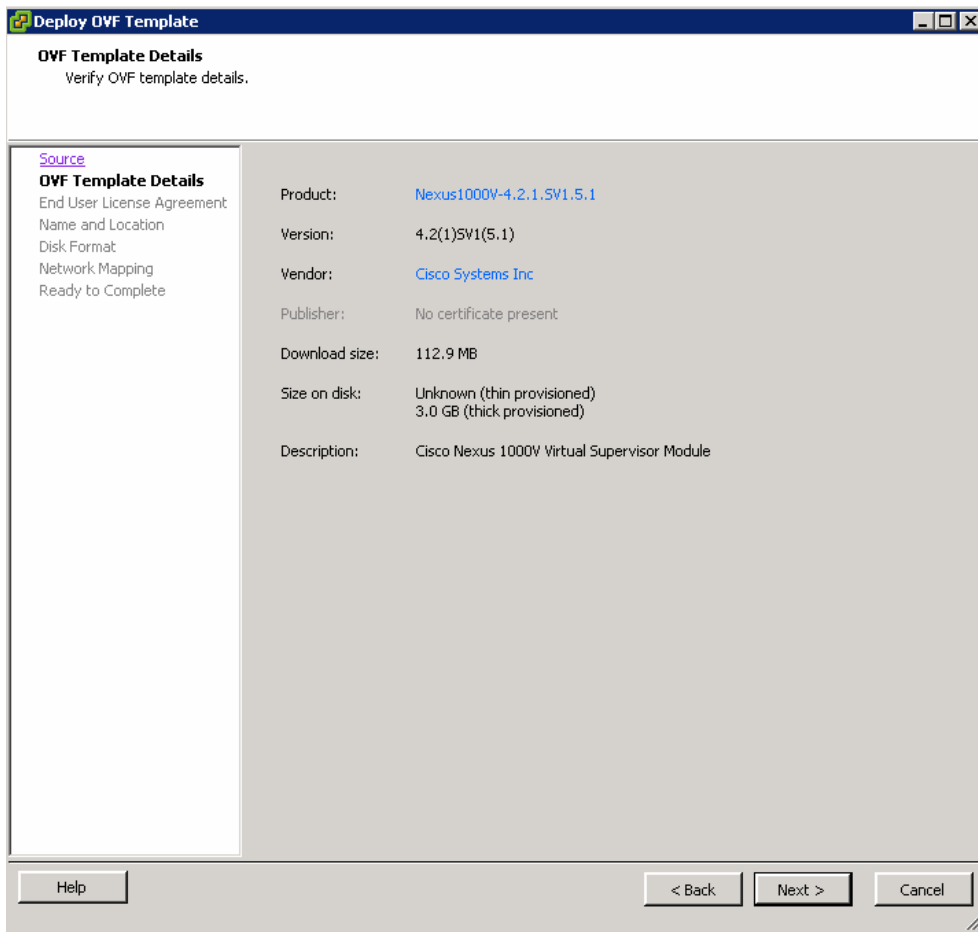 Deploy OVF Template
OVF Template Details
Verify OVF template details.
Source
OVF Template Details
End User License Agreement
Name and Location
Disk Format
Network Mapping
Ready to Complete
Product: Nexus1000V-4.2.1.SV1.5.1
Version: 4.2(1)SV1(5.1)
Vendor: Cisco Systems Inc
Publisher: No certificate present
Download size: 112.9 MB
Size on disk: Unknown (thin provisioned)
3.0 GB (thick provisioned)
Description: Cisco Nexus 1000V Virtual Supervisor Module
Help < Back Next > Cancel